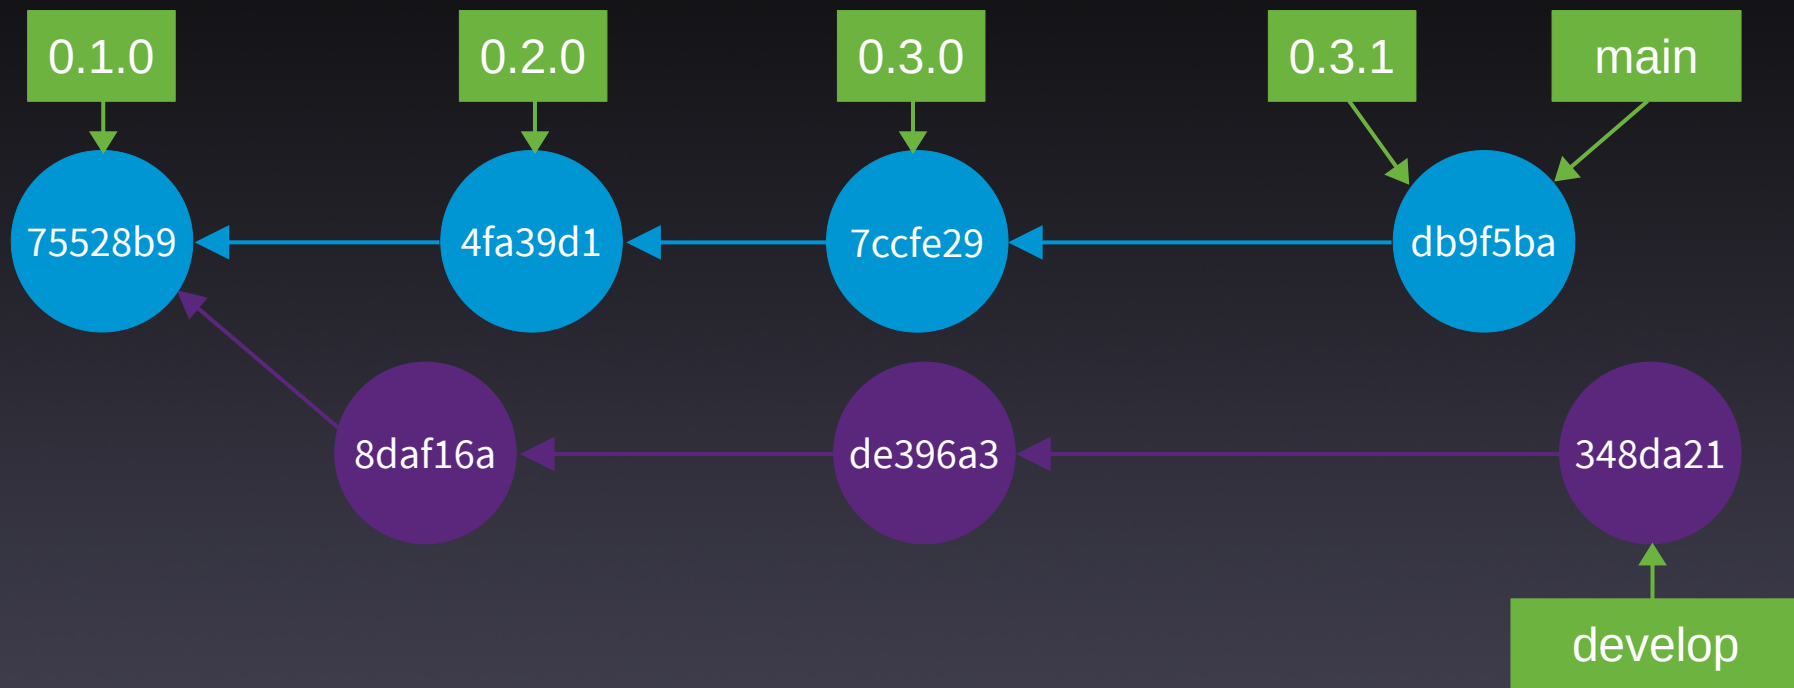 0.1.0
0.2.0
0.3.0
0.3.1
main
75528b9
4fa39d1
7ccfe29
db9f5ba
8daf16a
de396a3
348da21
develop